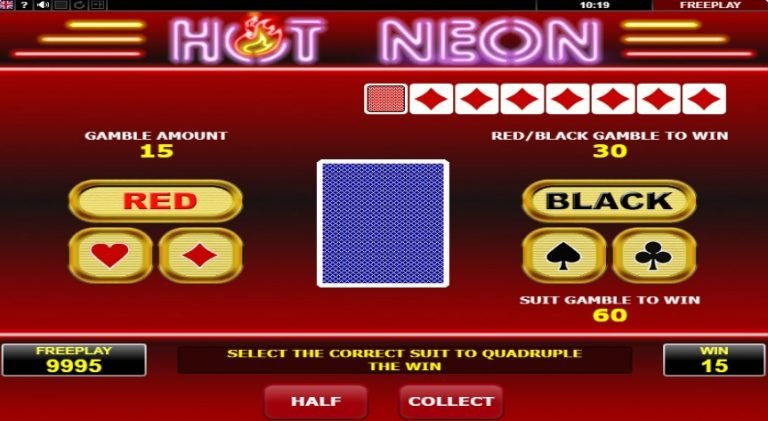 ? 10:19 FREEPLAY
HOT NEON
GAMBLE AMOUNT
15
RED/BLACK GAMBLE TO WIN
30
RED
BLACK
SUIT GAMBLE TO WIN
60
FREEPLAY
9995
SELECT THE CORRECT SUIT TO QUADRUPLE
THE WIN
WIN
15
HALF
COLLECT